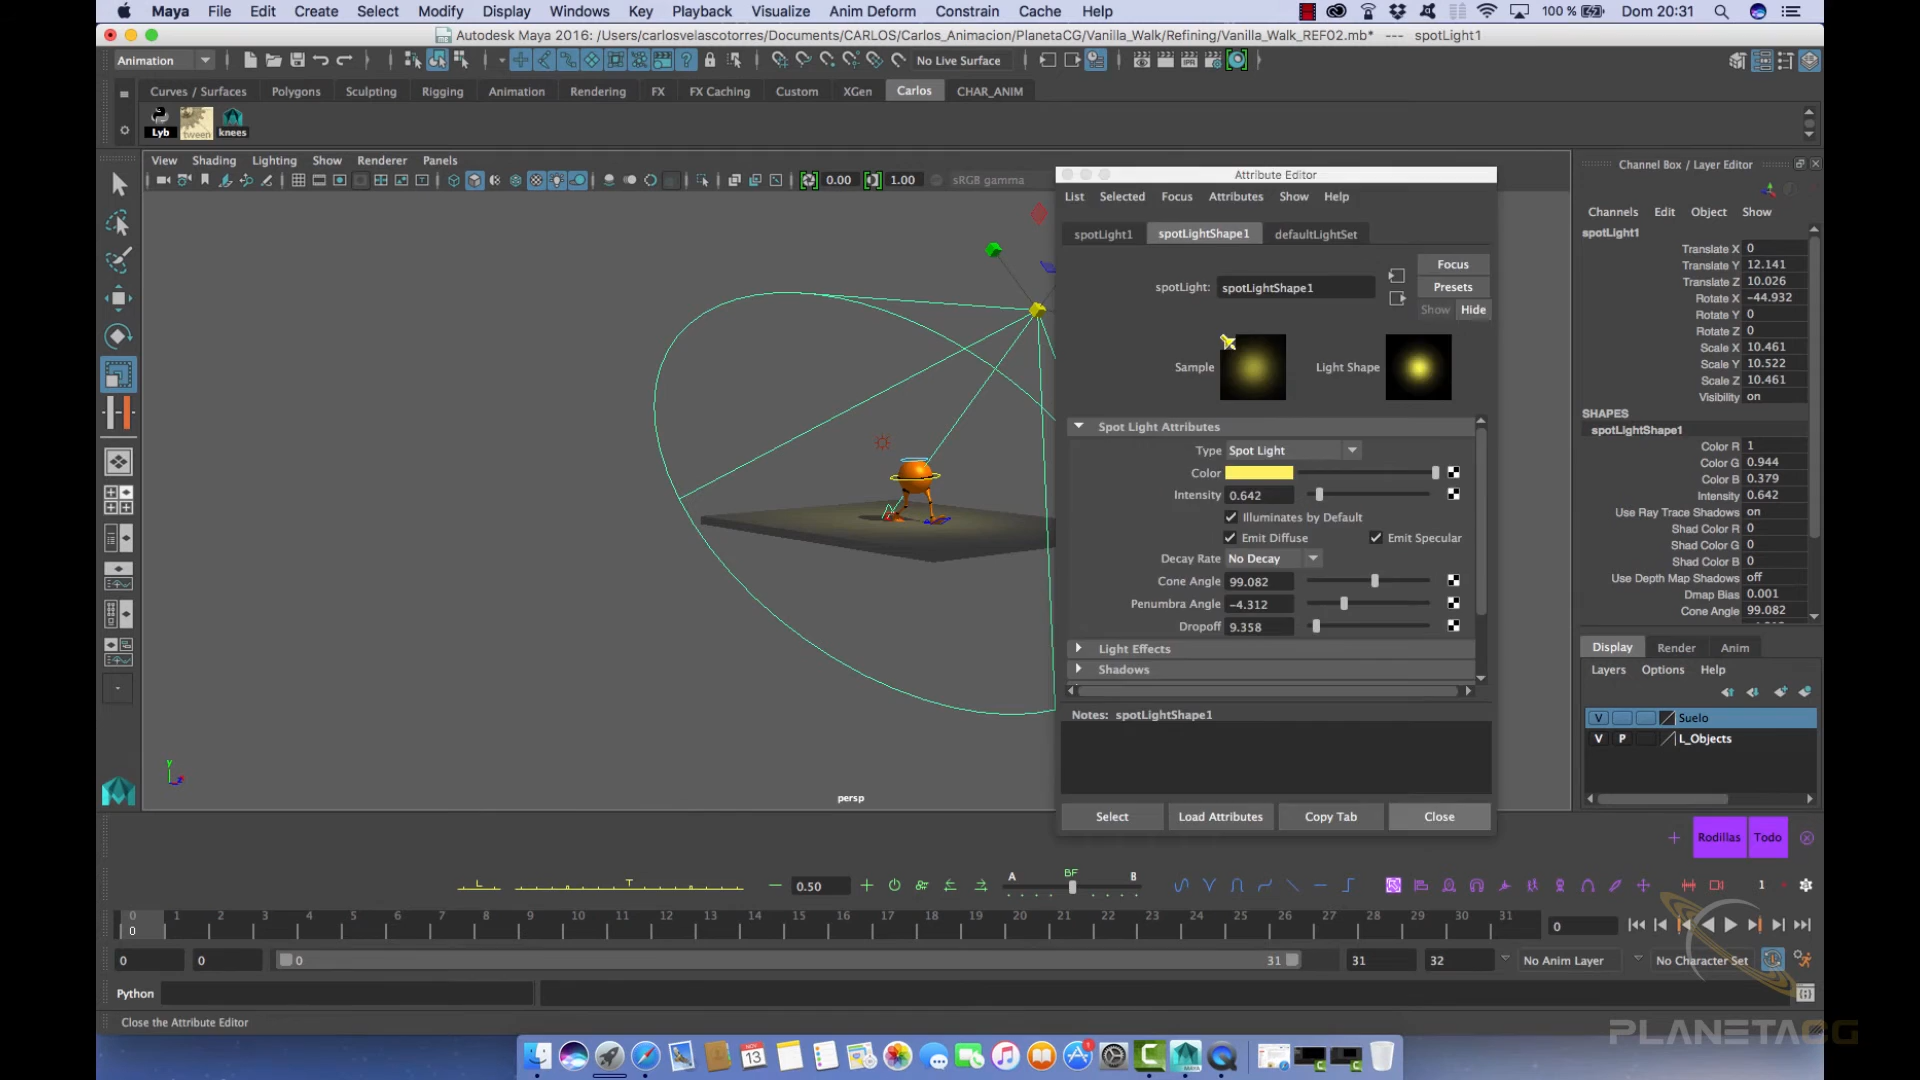 Maya File Edit Create Select Modify Display Windows Key Playback Visualize Anim Deform Constrain Cache Help 100 % Dom 20:31
Autodesk Maya 2016: /Users/carlosvelascotorres/Documents/CARLOS/Carlos_Animacion/PlanetaCG/Vanilla_Walk/Refining/Vanilla_Walk_REF02.mb* --- spotLight1
Animation No Live Surface
Curves / Surfaces Polygons Sculpting Rigging Animation Rendering FX FX Caching Custom XGen Carlos CHAR_ANIM
Lyb tween knees
View Shading Lighting Show Renderer Panels
0.00 1.00 sRGB gamma
Attribute Editor
List Selected Focus Attributes Show Help
spotLight1 spotLightShape1 defaultLightSet
spotLight: spotLightShape1
Focus
Presets
Show Hide
Sample Light Shape
Spot Light Attributes
Type Spot Light
Color
Intensity 0.642
Illuminates by Default
Emit Diffuse Emit Specular
Decay Rate No Decay
Cone Angle 99.082
Penumbra Angle -4.312
Dropoff 9.358
Light Effects
Shadows
Notes: spotLightShape1
Select Load Attributes Copy Tab Close
Channel Box / Layer Editor
Channels Edit Object Show
spotLight1
Translate X 0
Translate Y 12.141
Translate Z 10.026
Rotate X -44.932
Rotate Y 0
Rotate Z 0
Scale X 10.461
Scale Y 10.522
Scale Z 10.461
Visibility on
SHAPES
spotLightShape1
Color R 1
Color G 0.944
Color B 0.379
Intensity 0.642
Use Ray Trace Shadows on
Shad Color R 0
Shad Color G 0
Shad Color B 0
Use Depth Map Shadows off
Dmap Bias 0.001
Cone Angle 99.082
Display Render Anim
Layers Options Help
V Suelo
V P L_Objects
y
persp
Rodillas Todo
L T 0.50 A BF B 1
0 1 2 3 4 5 6 7 8 9 10 11 12 13 14 15 16 17 18 19 20 21 22 23 24 25 26 27 28 29 30 31
0 0
0 0 0 31 31 32 No Anim Layer No Character Set
Python
Close the Attribute Editor
PLANETACG
NOV
13
1
MAYA